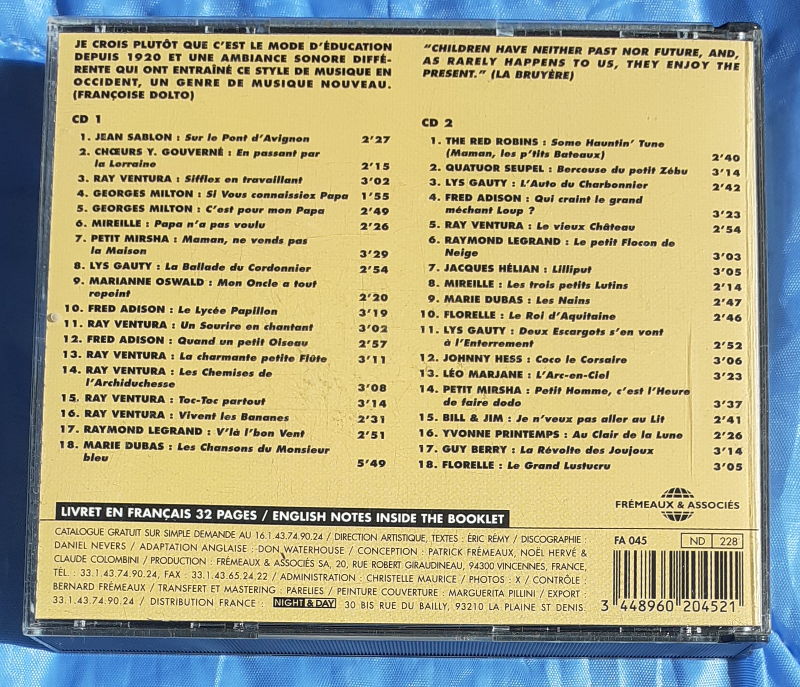 JE CROIS PLUTÔT QUE C'EST LE MODE D'ÉDUCATION
DEPUIS 1920 ET UNE AMBIANCE SONORE DIFFÉ-
RENTE QUI ONT ENTRAÎNÉ CE STYLE DE MUSIQUE EN
OCCIDENT, UN GENRE DE MUSIQUE NOUVEAU.
(FRANÇOISE DOLTO)
CD 1
1. JEAN SABLON : Sur le Pont d'Avignon 2'27
2. CHŒURS Y. GOUVERNÉ : En passant par
la Lorraine 2'15
3. RAY VENTURA : Sifflez en travaillant 3'02
4. GEORGES MILTON : Si Vous connaissiez Papa 1'55
5. GEORGES MILTON : C'est pour mon Papa 2'49
6. MIREILLE : Papa n'a pas voulu 2'26
7. PETIT MIRSHA : Maman, ne vends pas
la Maison 3'29
8. LYS GAUTY : La Ballade du Cordonnier 2'54
9. MARIANNE OSWALD : Mon Oncle a tout
repeint 2'20
10. FRED ADISON : Le Lycée Papillon 3'19
11. RAY VENTURA : Un Sourire en chantant 3'02
12. FRED ADISON : Quand un petit Oiseau 2'57
13. RAY VENTURA : La charmante petite Flûte 3'11
14. RAY VENTURA : Les Chemises de
l'Archiduchesse 3'08
15. RAY VENTURA : Toc-Toc partout 3'14
16. RAY VENTURA : Vivent les Bananes 2'31
17. RAYMOND LEGRAND : V'là l'bon Vent 2'51
18. MARIE DUBAS : Les Chansons du Monsieur
bleu 5'49
"CHILDREN HAVE NEITHER PAST NOR FUTURE, AND,
AS RARELY HAPPENS TO US, THEY ENJOY THE
PRESENT." (LA BRUYÈRE)
CD 2
1. THE RED ROBINS : Some Hauntin' Tune
(Maman, les p'tits Bateaux) 2'40
2. QUATUOR SEUPEL : Berceuse du petit Zébu 3'14
3. LYS GAUTY : L'Auto du Charbonnier 2'42
4. FRED ADISON : Qui craint le grand
méchant Loup ? 3'23
5. RAY VENTURA : Le vieux Château 2'54
6. RAYMOND LEGRAND : Le petit Flocon de
Neige 3'03
7. JACQUES HÉLIAN : Lilliput 3'05
8. MIREILLE : Les trois petits Lutins 2'14
9. MARIE DUBAS : Les Nains 2'47
10. FLORELLE : Le Roi d'Aquitaine 2'46
11. LYS GAUTY : Deux Escargots s'en vont
à l'Enterrement 2'52
12. JOHNNY HESS : Coco le Corsaire 3'06
13. LÉO MARJANE : L'Arc-en-Ciel 3'23
14. PETIT MIRSHA : Petit Homme, c'est l'Heure
de faire dodo 3'37
15. BILL & JIM : Je n'veux pas aller au Lit 2'41
16. YVONNE PRINTEMPS : Au Clair de la Lune 2'26
17. GUY BERRY : La Révolte des Joujoux 3'14
18. FLORELLE : Le Grand Lustucru 3'05
LIVRET EN FRANÇAIS 32 PAGES / ENGLISH NOTES INSIDE THE BOOKLET
CATALOGUE GRATUIT SUR SIMPLE DEMANDE AU 16.1.43.74.90.24 / DIRECTION ARTISTIQUE, TEXTES : ÉRIC RÉMY / DISCOGRAPHIE :
DANIEL NEVERS / ADAPTATION ANGLAISE : DON WATERHOUSE / CONCEPTION : PATRICK FRÉMEAUX, NOËL HERVÉ &
CLAUDE COLOMBINI / PRODUCTION : FRÉMEAUX & ASSOCIÉS SA, 20, RUE ROBERT GIRAUDINEAU, 94300 VINCENNES, FRANCE,
TÉL. : 33.1.43.74.90.24, FAX : 33.1.43.65.24.22 / ADMINISTRATION : CHRISTELLE MAURICE / PHOTOS : X / CONTRÔLE :
BERNARD FRÉMEAUX / TRANSFERT ET MASTERING : PARELIES / PEINTURE COUVERTURE : MARGUERITA PILLINI / EXPORT :
33.1.43.74.90.24 / DISTRIBUTION FRANCE : NIGHT & DAY 30 BIS RUE DU BAILLY, 93210 LA PLAINE ST DENIS.
FRÉMEAUX & ASSOCIÉS
FA 045 ND 228
3 448960 204521